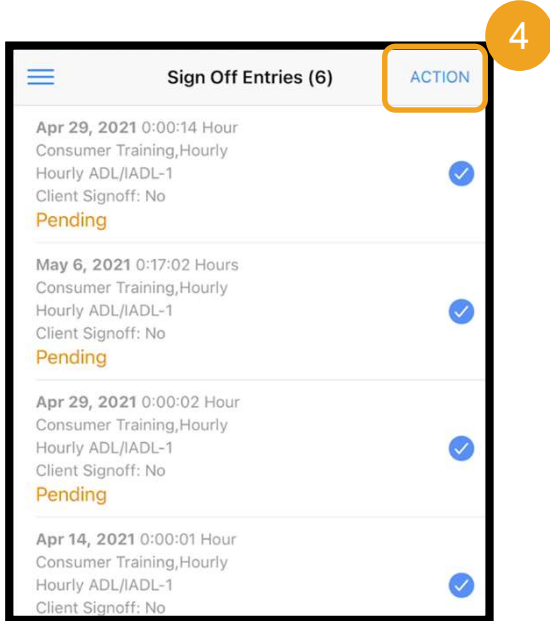 4
Sign Off Entries (6) ACTION
Apr 29, 2021 0:00:14 Hour
Consumer Training,Hourly
Hourly ADL/IADL-1
Client Signoff: No
Pending
May 6, 2021 0:17:02 Hours
Consumer Training,Hourly
Hourly ADL/IADL-1
Client Signoff: No
Pending
Apr 29, 2021 0:00:02 Hour
Consumer Training,Hourly
Hourly ADL/IADL-1
Client Signoff: No
Pending
Apr 14, 2021 0:00:01 Hour
Consumer Training,Hourly
Hourly ADL/IADL-1
Client Signoff: No